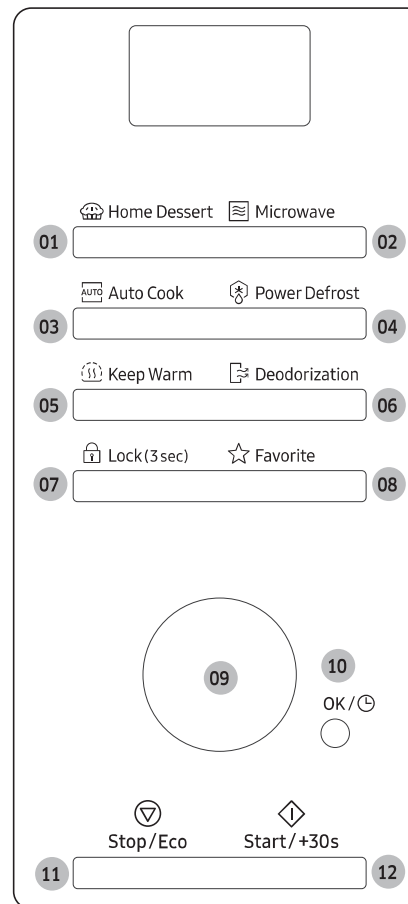 Home Dessert Microwave
01 02
AUTO Auto Cook Power Defrost
03 04
Keep Warm Deodorization
05 06
Lock (3 sec) Favorite
07 08
09
10
OK /
Stop/Eco Start/+30s
11 12